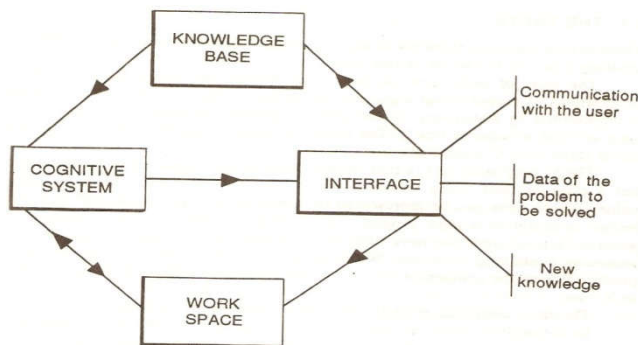 KNOWLEDGE
BASE
Communication
with the user
COGNITIVE
SYSTEM
INTERFACE
Data of the
problem to
be solved
WORK
SPACE
New
knowledge